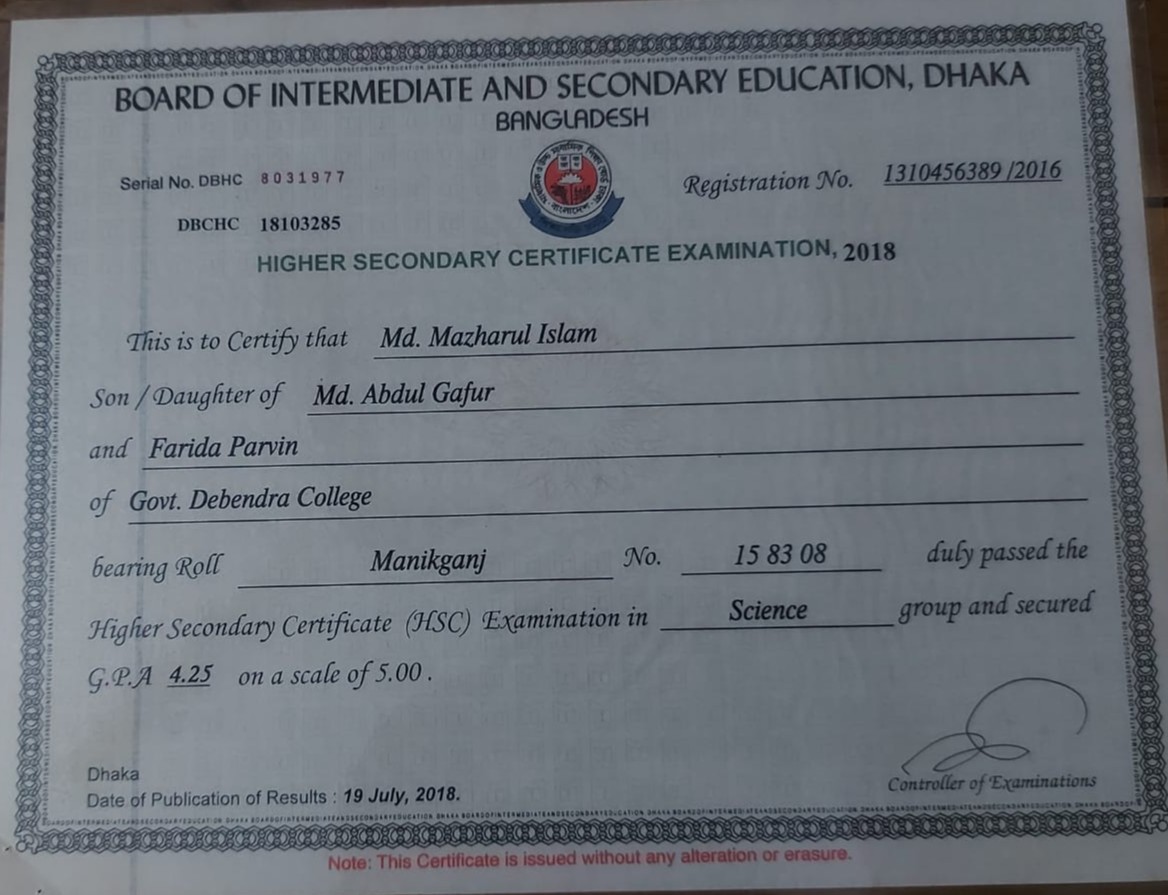 BOARD OF INTERMEDIATE AND SECONDARY EDUCATION, DHAKA
BANGLADESH
Serial No. DBHC 8031977
Registration No. 1310456389 /2016
DBCHC 18103285
HIGHER SECONDARY CERTIFICATE EXAMINATION, 2018
This is to Certify that Md. Mazharul Islam
Son / Daughter of Md. Abdul Gafur
and Farida Parvin
of Govt. Debendra College
bearing Roll Manikganj No. 15 83 08 duly passed the
Higher Secondary Certificate (HSC) Examination in Science group and secured
G.P.A 4.25 on a scale of 5.00 .
Dhaka
Controller of Examinations
Date of Publication of Results : 19 July, 2018.
Note: This Certificate is issued without any alteration or erasure.